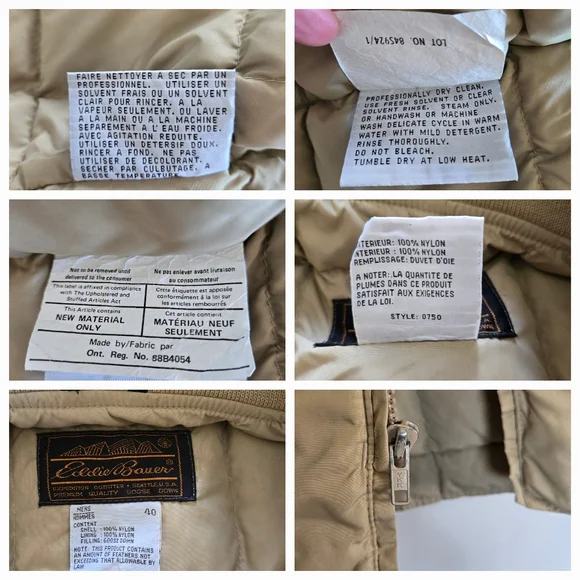 FAIRE NETTOYER A SEC PAR UN
PROFESSIONNEL. UTILISER UN
SOLVENT FRAIS OU UN SOLVENT
CLAIR POUR RINCER. A LA
VAPEUR SEULEMENT. OU LAVER
A LA MAIN OU A LA MACHINE
SEPAREMENT A L'EAU FROIDE.
AVEC AGITATION REDUITE.
UTILISER UN DETERSIF DOUX.
RINCER A FOND. NE PAS
UTILISER DE DECOLORANT.
SECHER PAR CULBUTAGE. A
BASSE TEMPERATURE
LOT NO. 845924/1
PROFESSIONALLY DRY CLEAN.
USE FRESH SOLVENT OR CLEAR
SOLVENT RINSE. STEAM ONLY.
OR HANDWASH OR MACHINE
WASH DELICATE CYCLE IN WARM
WATER WITH MILD DETERGENT.
RINSE THOROUGHLY.
DO NOT BLEACH.
TUMBLE DRY AT LOW HEAT.
Not to be removed until
delivered to the consumer
Ne pas enlever avant livraison
au consommateur
This label is affixed in compliance
with The Upholstered and
Stuffed Articles Act
Cette étiquette est apposée
conformément à la loi sur
les articles rembourrés
This Article contains
NEW MATERIAL
ONLY
Cet article contient
MATÉRIAU NEUF
SEULEMENT
Made by/Fabric par
Ont. Reg. No. 68B4054
INTERIEUR: 100% NYLON
REMPLISSAGE: DUVET D'OIE
A NOTER: LA QUANTITE DE
PLUMES DANS CE PRODUIT
SATISFAIT AUX EXIGENCES
DE LA LOI.
STYLE: 0750
Eddie Bauer
EXPEDITION OUTFITTER • SEATTLE, U.S.A.
PREMIUM QUALITY GOOSE DOWN
MENS 40
HOMMES
CONTENT
SHELL :100% NYLON
LINING :100% NYLON
FILLING:GOOSE DOWN
NOTE: THIS PRODUCT CONTAINS
AN AMOUNT OF FEATHERS NOT
EXCEEDING THAT ALLOWABLE BY
LAW
YKK